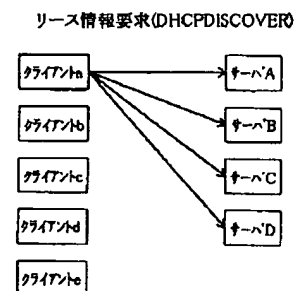 リース情報要求(DHCPDISCOVER)
クライアントa
サーバA
クライアントb
サーバB
クライアントc
サーバC
クライアントd
サーバD
クライアントe